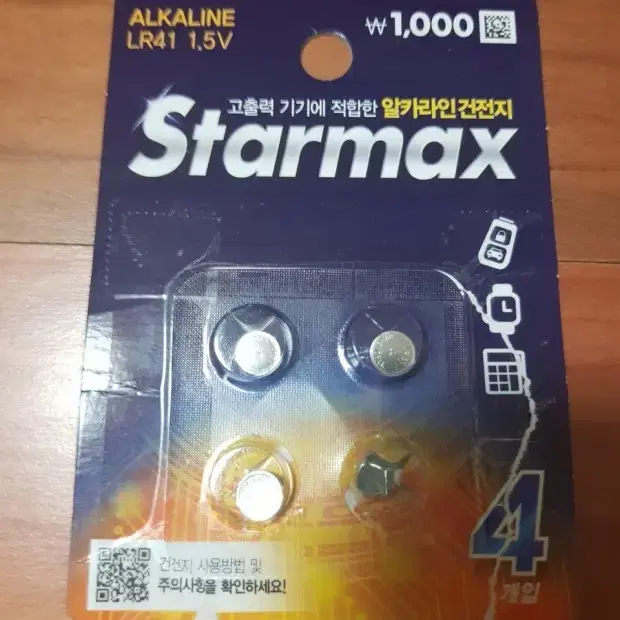 ALKALINE
LR41 1.5V
₩1,000
고출력 기기에 적합한 알카라인건전지
Starmax
건전지 사용방법 및
주의사항을 확인하세요!
4
개입